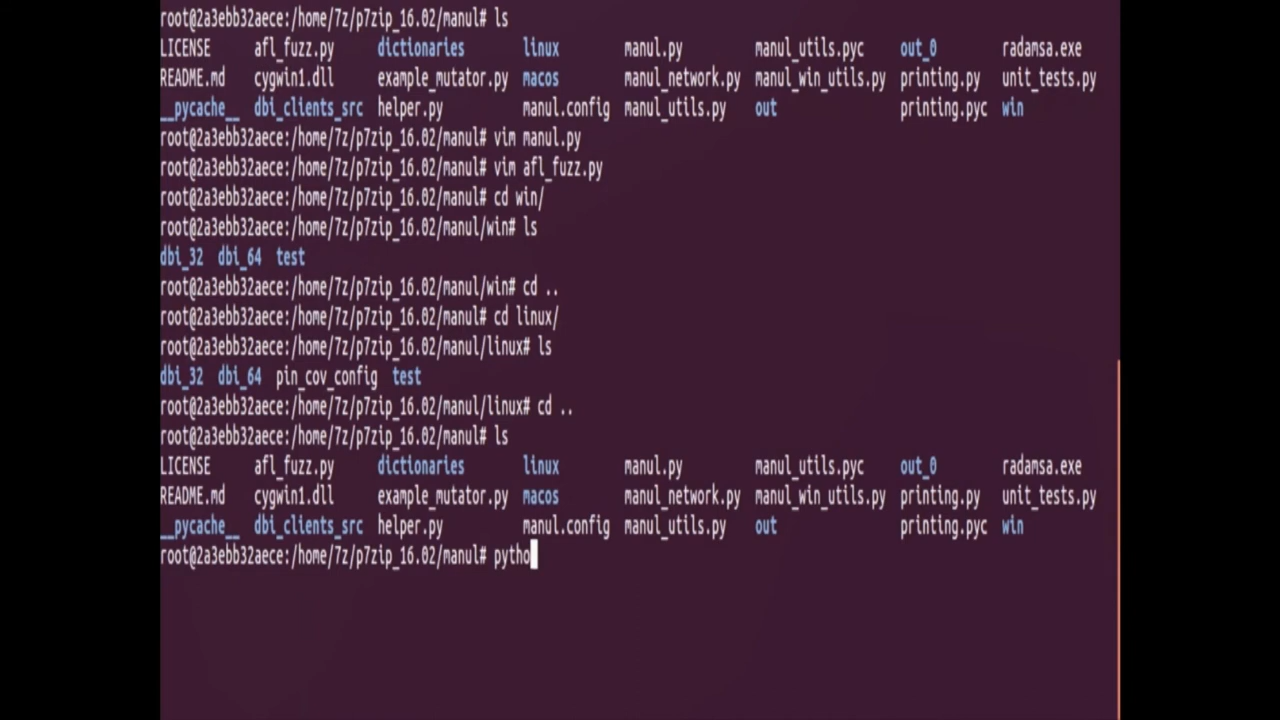 root@2a3ebb32aece:/home/7z/p7zip_16.02/manul# ls
LICENSE afl_fuzz.py dictionaries linux manul.py manul_utils.pyc out_0 radamsa.exe
README.md cygwin1.dll example_mutator.py macos manul_network.py manul_win_utils.py printing.py unit_tests.py
__pycache__ dbi_clients_src helper.py manul.config manul_utils.py out printing.pyc win
root@2a3ebb32aece:/home/7z/p7zip_16.02/manul# vim manul.py
root@2a3ebb32aece:/home/7z/p7zip_16.02/manul# vim afl_fuzz.py
root@2a3ebb32aece:/home/7z/p7zip_16.02/manul# cd win/
root@2a3ebb32aece:/home/7z/p7zip_16.02/manul/win# ls
dbi_32 dbi_64 test
root@2a3ebb32aece:/home/7z/p7zip_16.02/manul/win# cd ..
root@2a3ebb32aece:/home/7z/p7zip_16.02/manul# cd linux/
root@2a3ebb32aece:/home/7z/p7zip_16.02/manul/linux# ls
dbi_32 dbi_64 pin_cov_config test
root@2a3ebb32aece:/home/7z/p7zip_16.02/manul/linux# cd ..
root@2a3ebb32aece:/home/7z/p7zip_16.02/manul# ls
LICENSE afl_fuzz.py dictionaries linux manul.py manul_utils.pyc out_0 radamsa.exe
README.md cygwin1.dll example_mutator.py macos manul_network.py manul_win_utils.py printing.py unit_tests.py
__pycache__ dbi_clients_src helper.py manul.config manul_utils.py out printing.pyc win
root@2a3ebb32aece:/home/7z/p7zip_16.02/manul# pytho